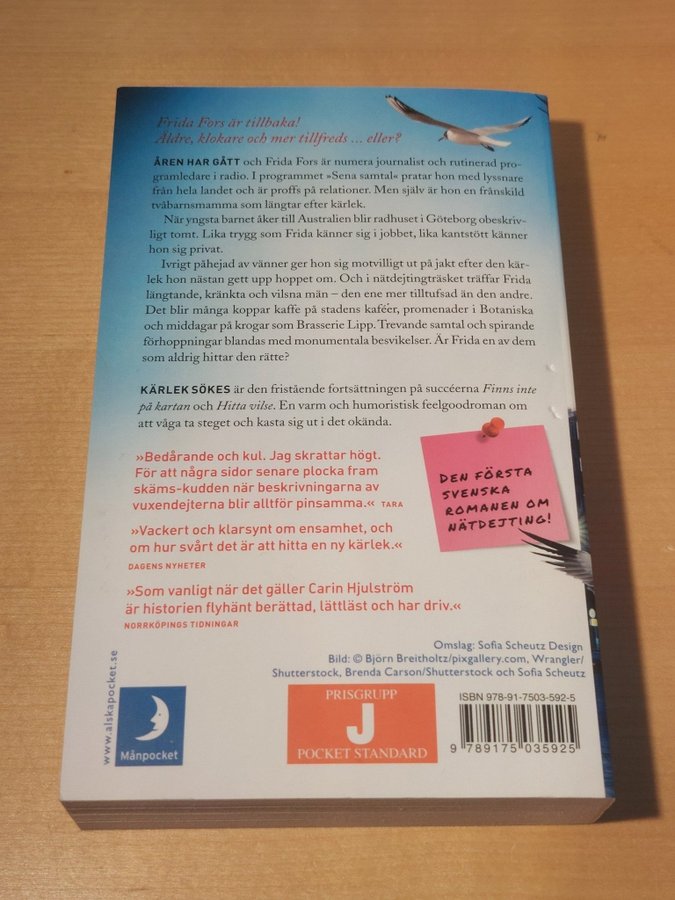 Frida Fors är tillbaka!
Äldre, klokare och mer tillfreds ... eller?
ÅREN HAR GÅTT och Frida Fors är numera journalist och rutinerad pro-
gramledare i radio. I programmet »Sena samtal« pratar hon med lyssnare
från hela landet och är proffs på relationer. Men själv är hon en frånskild
tvåbarnsmamma som längtar efter kärlek.
När yngsta barnet åker till Australien blir radhuset i Göteborg obeskriv-
ligt tomt. Lika trygg som Frida känner sig i jobbet, lika kantstött känner
hon sig privat.
Ivrigt påhejad av vänner ger hon sig motvilligt ut på jakt efter den kär-
lek hon nästan gett upp hoppet om. Och i nätdejtingträsket träffar Frida
längtande, kränkta och vilsna män – den ene mer tilltufsad än den andre.
Det blir många koppar kaffe på stadens kaféer, promenader i Botaniska
och middagar på krogar som Brasserie Lipp. Trevande samtal och spirande
förhoppningar blandas med monumentala besvikelser. Är Frida en av dem
som aldrig hittar den rätte?
KÄRLEK SÖKES är den fristående fortsättningen på succéerna Finns inte
på kartan och Hitta vilse. En varm och humoristisk feelgoodroman om
att våga ta steget och kasta sig ut i det okända.
»Bedårande och kul. Jag skrattar högt.
För att några sidor senare plocka fram
skäms-kudden när beskrivningarna av
vuxendejterna blir alltför pinsamma.« TARA
»Vackert och klarsynt om ensamhet, och
om hur svårt det är att hitta en ny kärlek.«
DAGENS NYHETER
»Som vanligt när det gäller Carin Hjulström
är historien flyhänt berättad, lättläst och har driv.«
NORRKÖPINGS TIDNINGAR
DEN FÖRSTA
SVENSKA
ROMANEN OM
NÄTDEJTING!
Omslag: Sofia Scheutz Design
Bild: © Björn Breitholtz/pixgallery.com, Wrangler/
Shutterstock, Brenda Carson/Shutterstock och Sofia Scheutz
www.alskapocket.se
Månpocket
PRISGRUPP
J
POCKET STANDARD
ISBN 978-91-7503-592-5
9 789175 035925